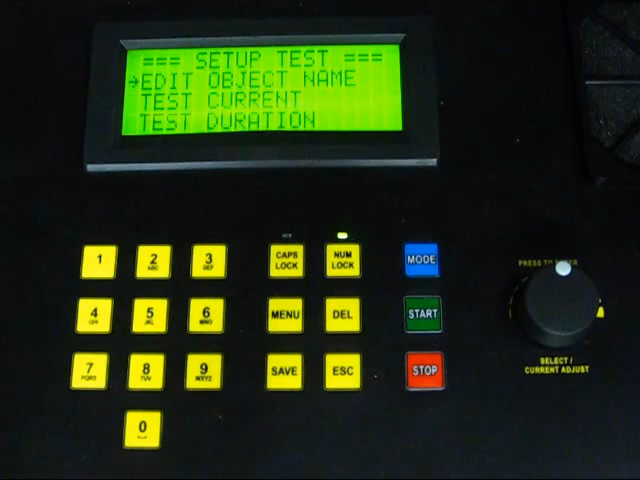 === SETUP TEST ===
→EDIT OBJECT NAME
TEST CURRENT
TEST DURATION
1
2
ABC
3
DEF
CAPS
LOCK
NUM
LOCK
MODE
PRESS TO ENTER
4
GHI
5
JKL
6
MNO
MENU
DEL
START
7
PQRS
8
TUV
9
WXYZ
SAVE
ESC
STOP
SELECT /
CURRENT ADJUST
0